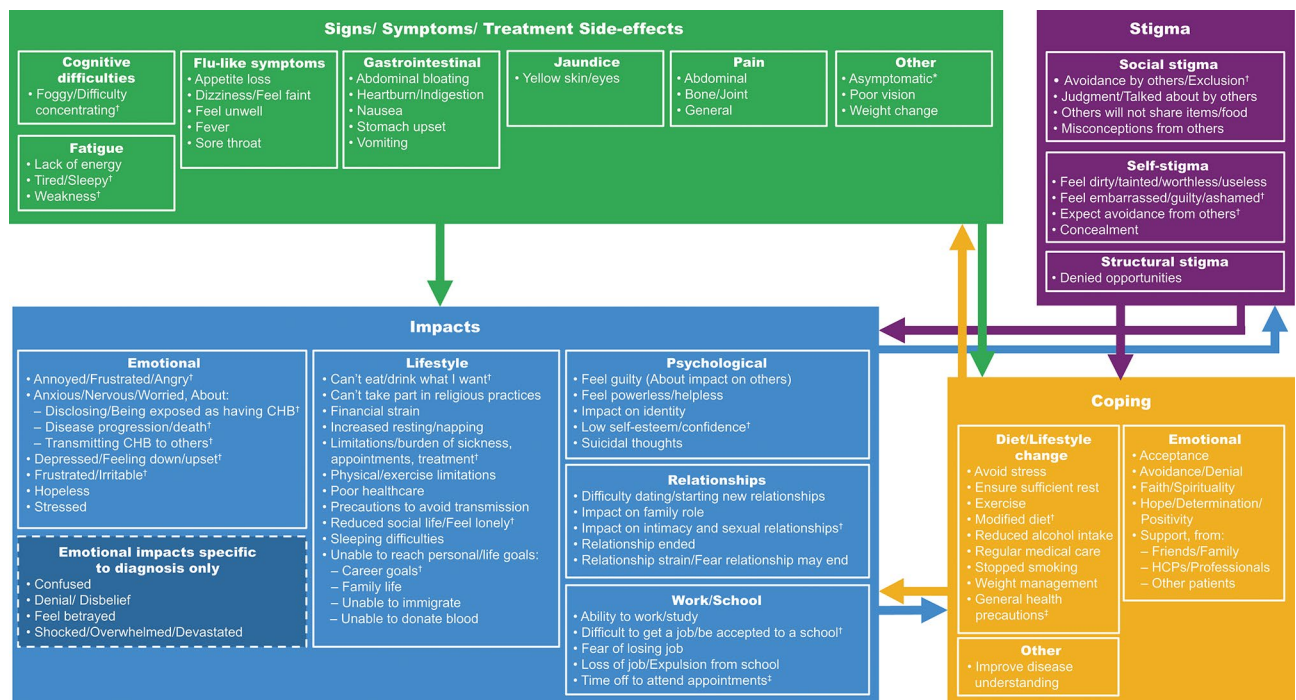 Signs/ Symptoms/ Treatment Side-effects
Cognitive
difficulties
• Foggy/Difficulty
concentrating†
Fatigue
• Lack of energy
• Tired/Sleepy†
• Weakness†
Flu-like symptoms
• Appetite loss
• Dizziness/Feel faint
• Feel unwell
• Fever
• Sore throat
Gastrointestinal
• Abdominal bloating
• Heartburn/Indigestion
• Nausea
• Stomach upset
• Vomiting
Jaundice
• Yellow skin/eyes
Pain
• Abdominal
• Bone/Joint
• General
Other
• Asymptomatic*
• Poor vision
• Weight change
Stigma
Social stigma
• Avoidance by others/Exclusion†
• Judgment/Talked about by others
• Others will not share items/food
• Misconceptions from others
Self-stigma
• Feel dirty/tainted/worthless/useless
• Feel embarrassed/guilty/ashamed†
• Expect avoidance from others†
• Concealment
Structural stigma
• Denied opportunities
Impacts
Emotional
• Annoyed/Frustrated/Angry†
• Anxious/Nervous/Worried, About:
– Disclosing/Being exposed as having CHB†
– Disease progression/death†
– Transmitting CHB to others†
• Depressed/Feeling down/upset†
• Frustrated/Irritable†
• Hopeless
• Stressed
Emotional impacts specific
to diagnosis only
• Confused
• Denial/ Disbelief
• Feel betrayed
• Shocked/Overwhelmed/Devastated
Lifestyle
• Can't eat/drink what I want†
• Can't take part in religious practices
• Financial strain
• Increased resting/napping
• Limitations/burden of sickness,
appointments, treatment†
• Physical/exercise limitations
• Poor healthcare
• Precautions to avoid transmission
• Reduced social life/Feel lonely†
• Sleeping difficulties
• Unable to reach personal/life goals:
– Career goals†
– Family life
– Unable to immigrate
– Unable to donate blood
Psychological
• Feel guilty (About impact on others)
• Feel powerless/helpless
• Impact on identity
• Low self-esteem/confidence†
• Suicidal thoughts
Relationships
• Difficulty dating/starting new relationships
• Impact on family role
• Impact on intimacy and sexual relationships†
• Relationship ended
• Relationship strain/Fear relationship may end
Work/School
• Ability to work/study
• Difficult to get a job/be accepted to a school†
• Fear of losing job
• Loss of job/Expulsion from school
• Time off to attend appointments‡
Coping
Diet/Lifestyle
change
• Avoid stress
• Ensure sufficient rest
• Exercise
• Modified diet†
• Reduced alcohol intake
• Regular medical care
• Stopped smoking
• Weight management
• General health
precautions‡
Other
• Improve disease
understanding
Emotional
• Acceptance
• Avoidance/Denial
• Faith/Spirituality
• Hope/Determination/
Positivity
• Support, from:
– Friends/Family
– HCPs/Professionals
– Other patients